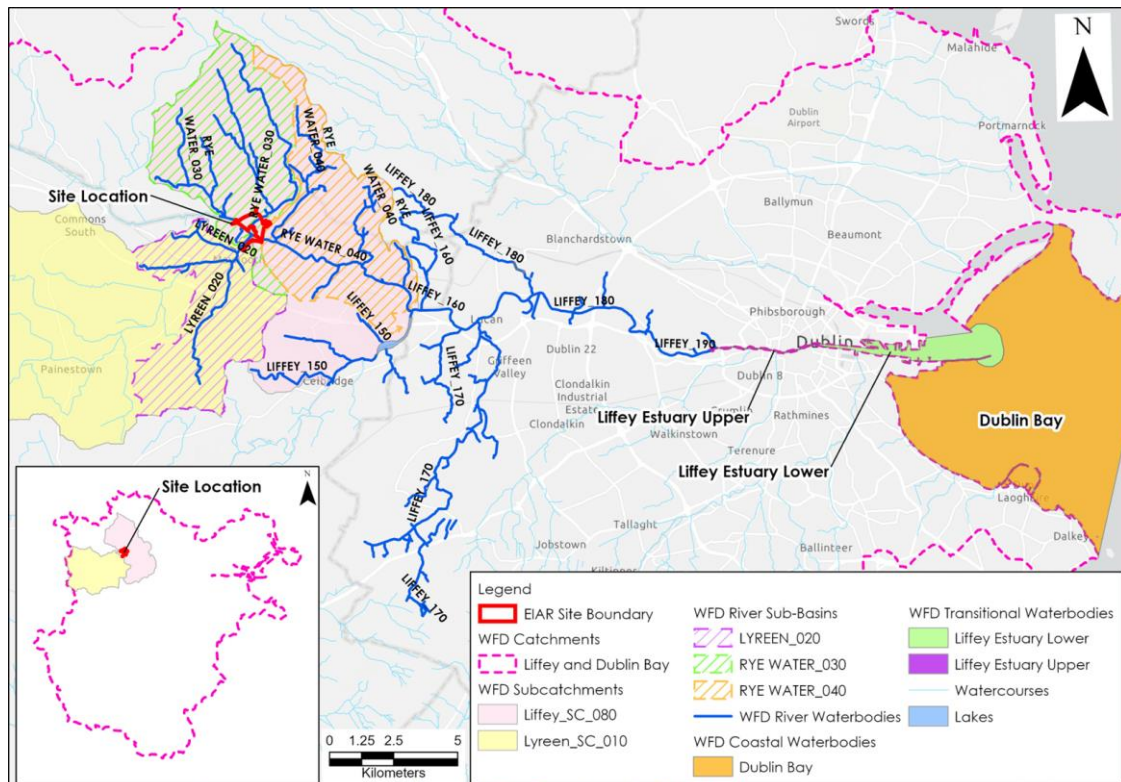 Swords
Malahide
N
Dublin
Airport
Portmarnock
RYE
WATER_040
RYE
WATER_030
RYE WATER_030
RYE
WATER_040
LIFFEY_180
Site Location
Ballymun
Commons
South
LYREEN_020
RYE WATER_040
LIFFEY_160
LIFFEY_180
Blanchardstown
Beaumont
LYREEN_020
LIFFEY_160
LIFFEY_180
Phibsborough
LIFFEY_150
Lucan
LIFFEY_190
Dublin
Painestown
LIFFEY_150
Celbridge
LIFFEY_170
Griffeen
Valley
Dublin 22
Dublin 8
Clondalkin
Industrial
Estate
Crumlin
Rathmines
Liffey Estuary Upper
Dublin Bay
Clondalkin
Walkinstown
Terenure
Liffey Estuary Lower
LIFFEY_170
Laoghaire
Tallaght
Dalkey
Jobstown
Ballinteer
Kiltipper
LIFFEY_170
Site Location
N
0 1.25 2.5 5
Kilometers
Legend
EIAR Site Boundary
WFD Catchments
Liffey and Dublin Bay
WFD Subcatchments
Liffey_SC_080
Lyreen_SC_010
WFD River Sub-Basins
LYREEN_020
RYE WATER_030
RYE WATER_040
WFD River Waterbodies
WFD Coastal Waterbodies
Dublin Bay
WFD Transitional Waterbodies
Liffey Estuary Lower
Liffey Estuary Upper
Watercourses
Lakes